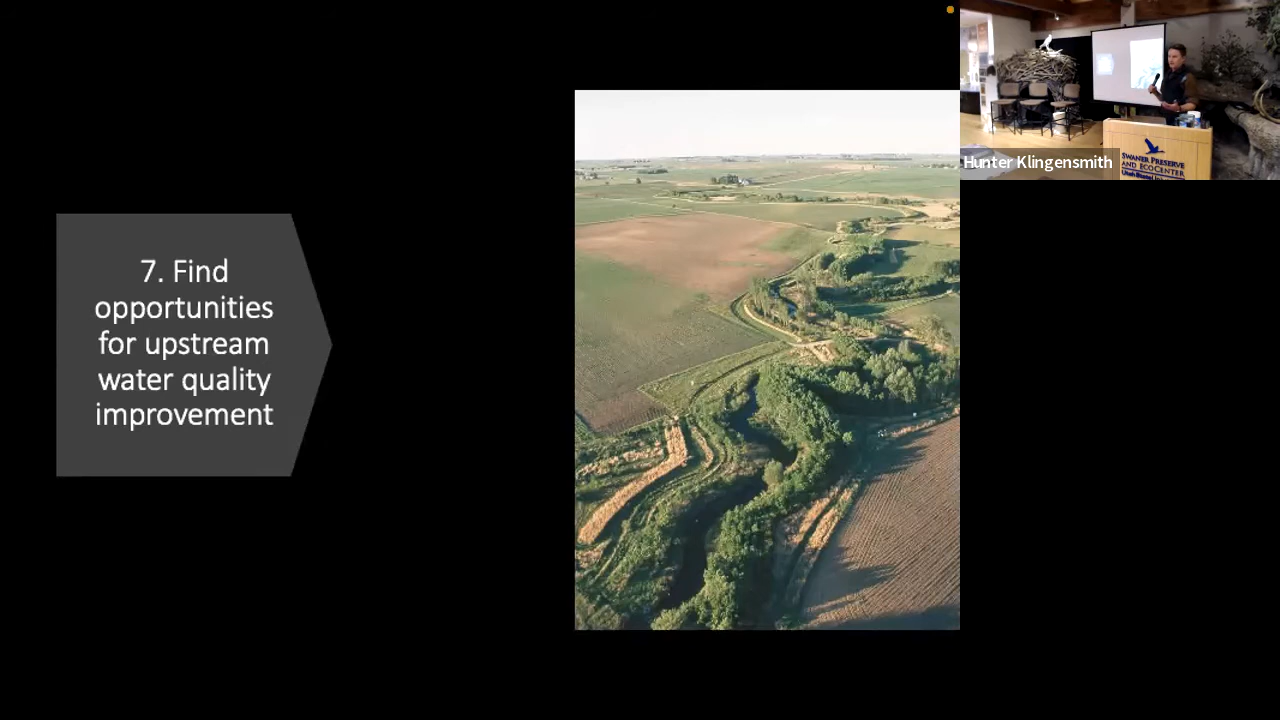 7. Find
opportunities
for upstream
water quality
improvement
Hunter Klingensmith
SWANER PRESERVE
AND ECOCENTER